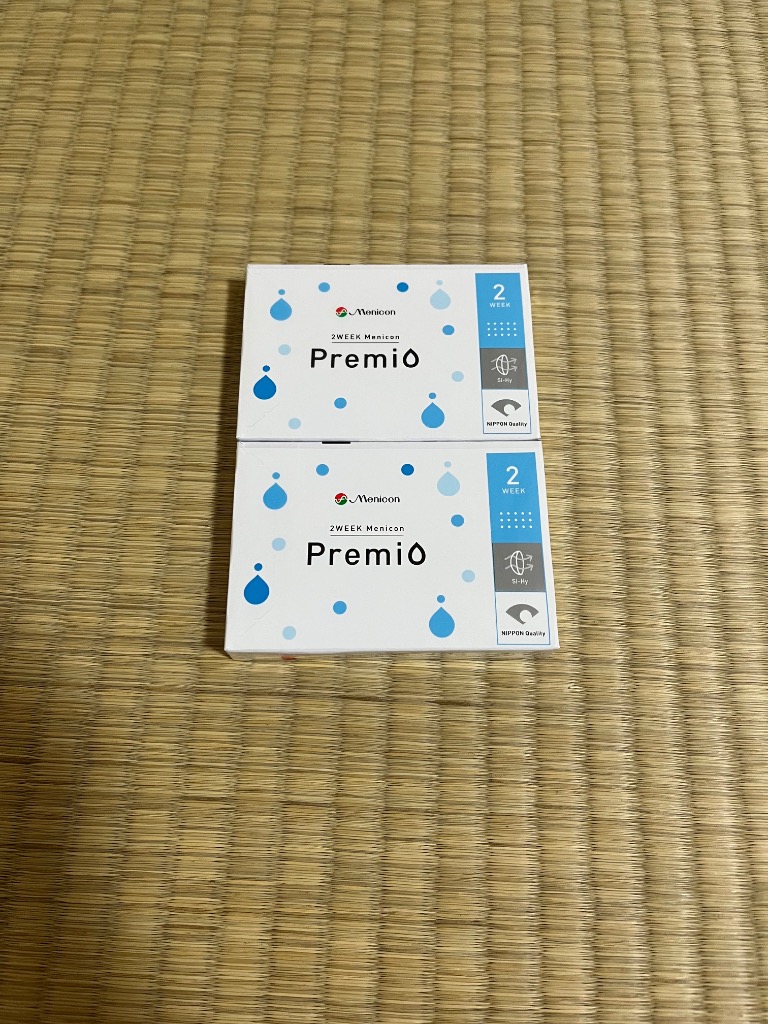 Menicon
2WEEK Menicon
Premio
2
WEEK
Si-Hy
NIPPON Quality
Menicon
2WEEK Menicon
Premio
2
WEEK
Si-Hy
NIPPON Quality